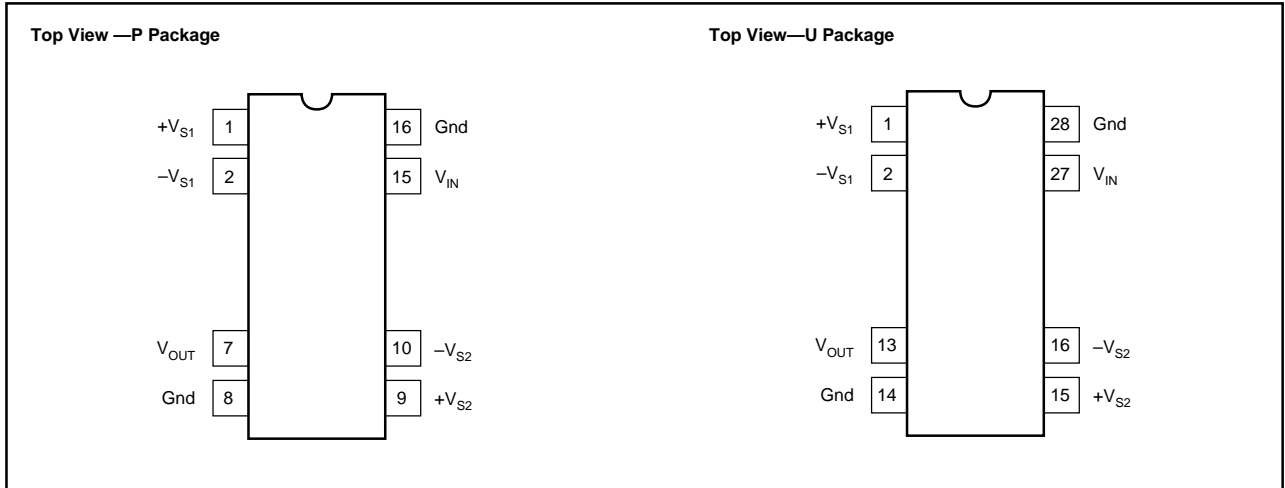 Top View —P Package
+VS1 1 16 Gnd
–VS1 2 15 VIN
VOUT 7 10 –VS2
Gnd 8 9 +VS2
Top View—U Package
+VS1 1 28 Gnd
–VS1 2 27 VIN
VOUT 13 16 –VS2
Gnd 14 15 +VS2